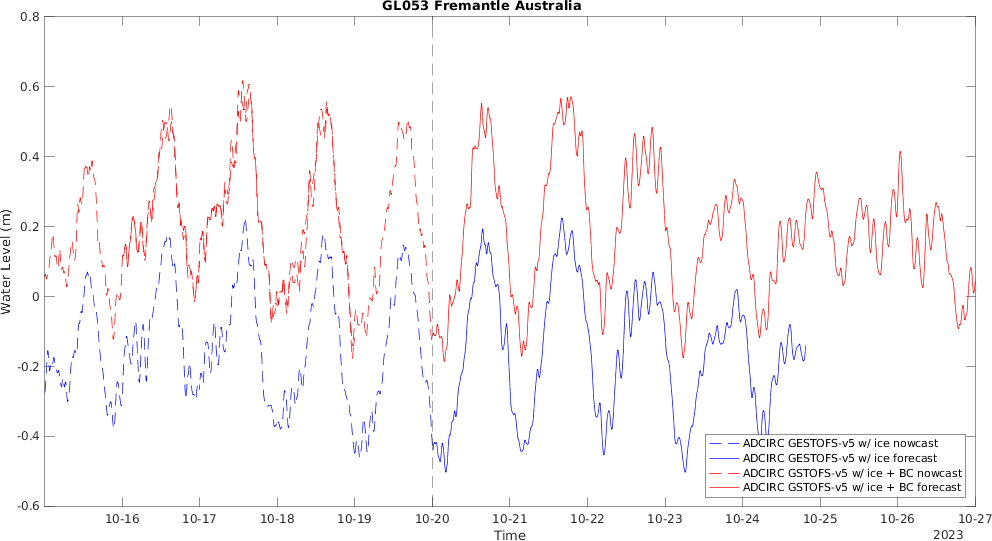 GL053 Fremantle Australia
0.8
0.6
0.4
0.2
0
-0.2
-0.4
-0.6
Water Level (m)
10-16 10-17 10-18 10-19 10-20 10-21 10-22 10-23 10-24 10-25 10-26 10-27
Time
2023
ADCIRC GESTOFS-v5 w/ ice nowcast
ADCIRC GESTOFS-v5 w/ ice forecast
ADCIRC GSTOFS-v5 w/ ice + BC nowcast
ADCIRC GSTOFS-v5 w/ ice + BC forecast